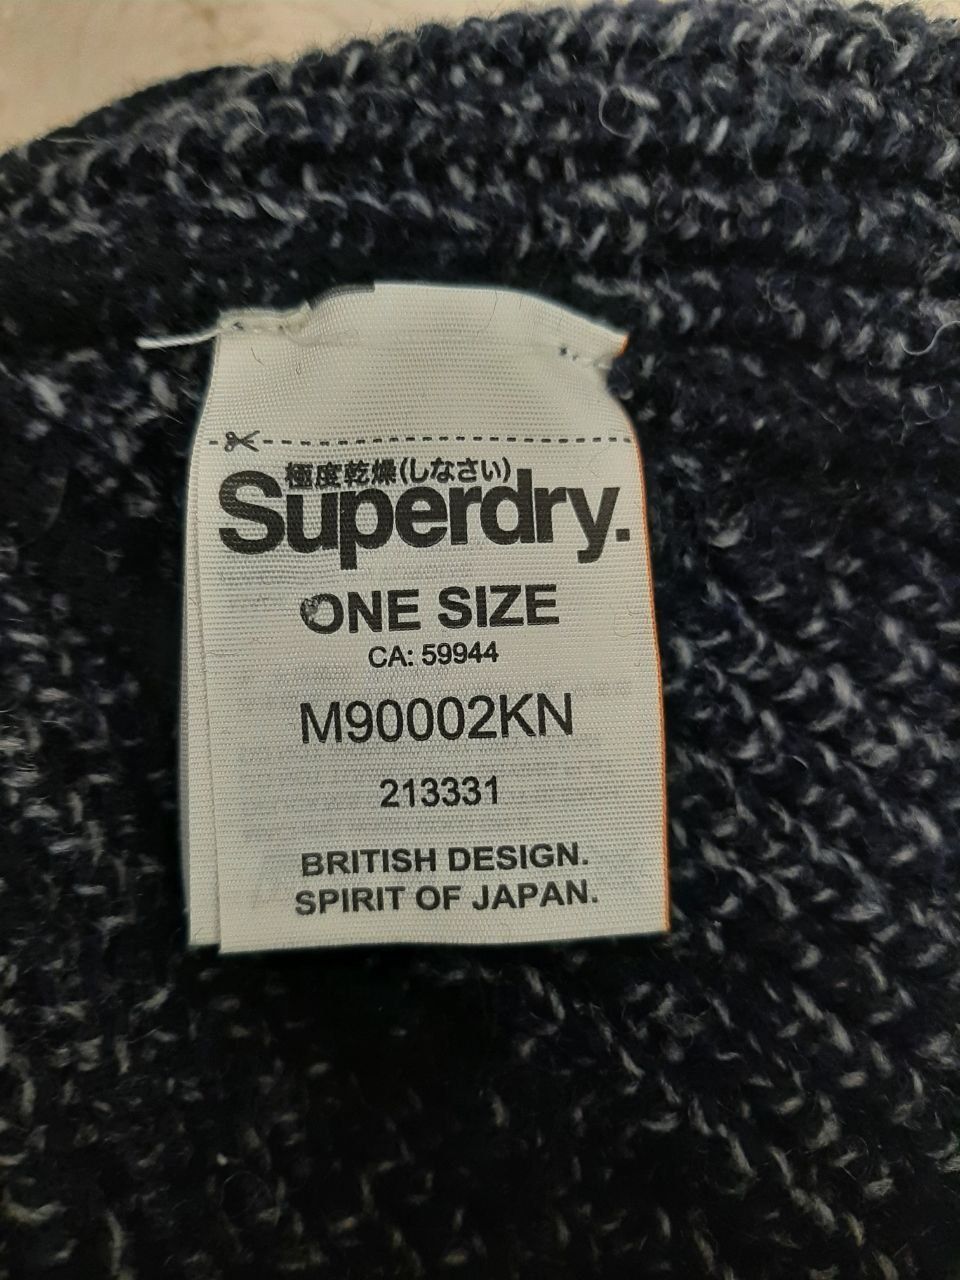 極度乾燥(しなさい)
Superdry.
ONE SIZE
CA: 59944
M90002KN
213331
BRITISH DESIGN.
SPIRIT OF JAPAN.